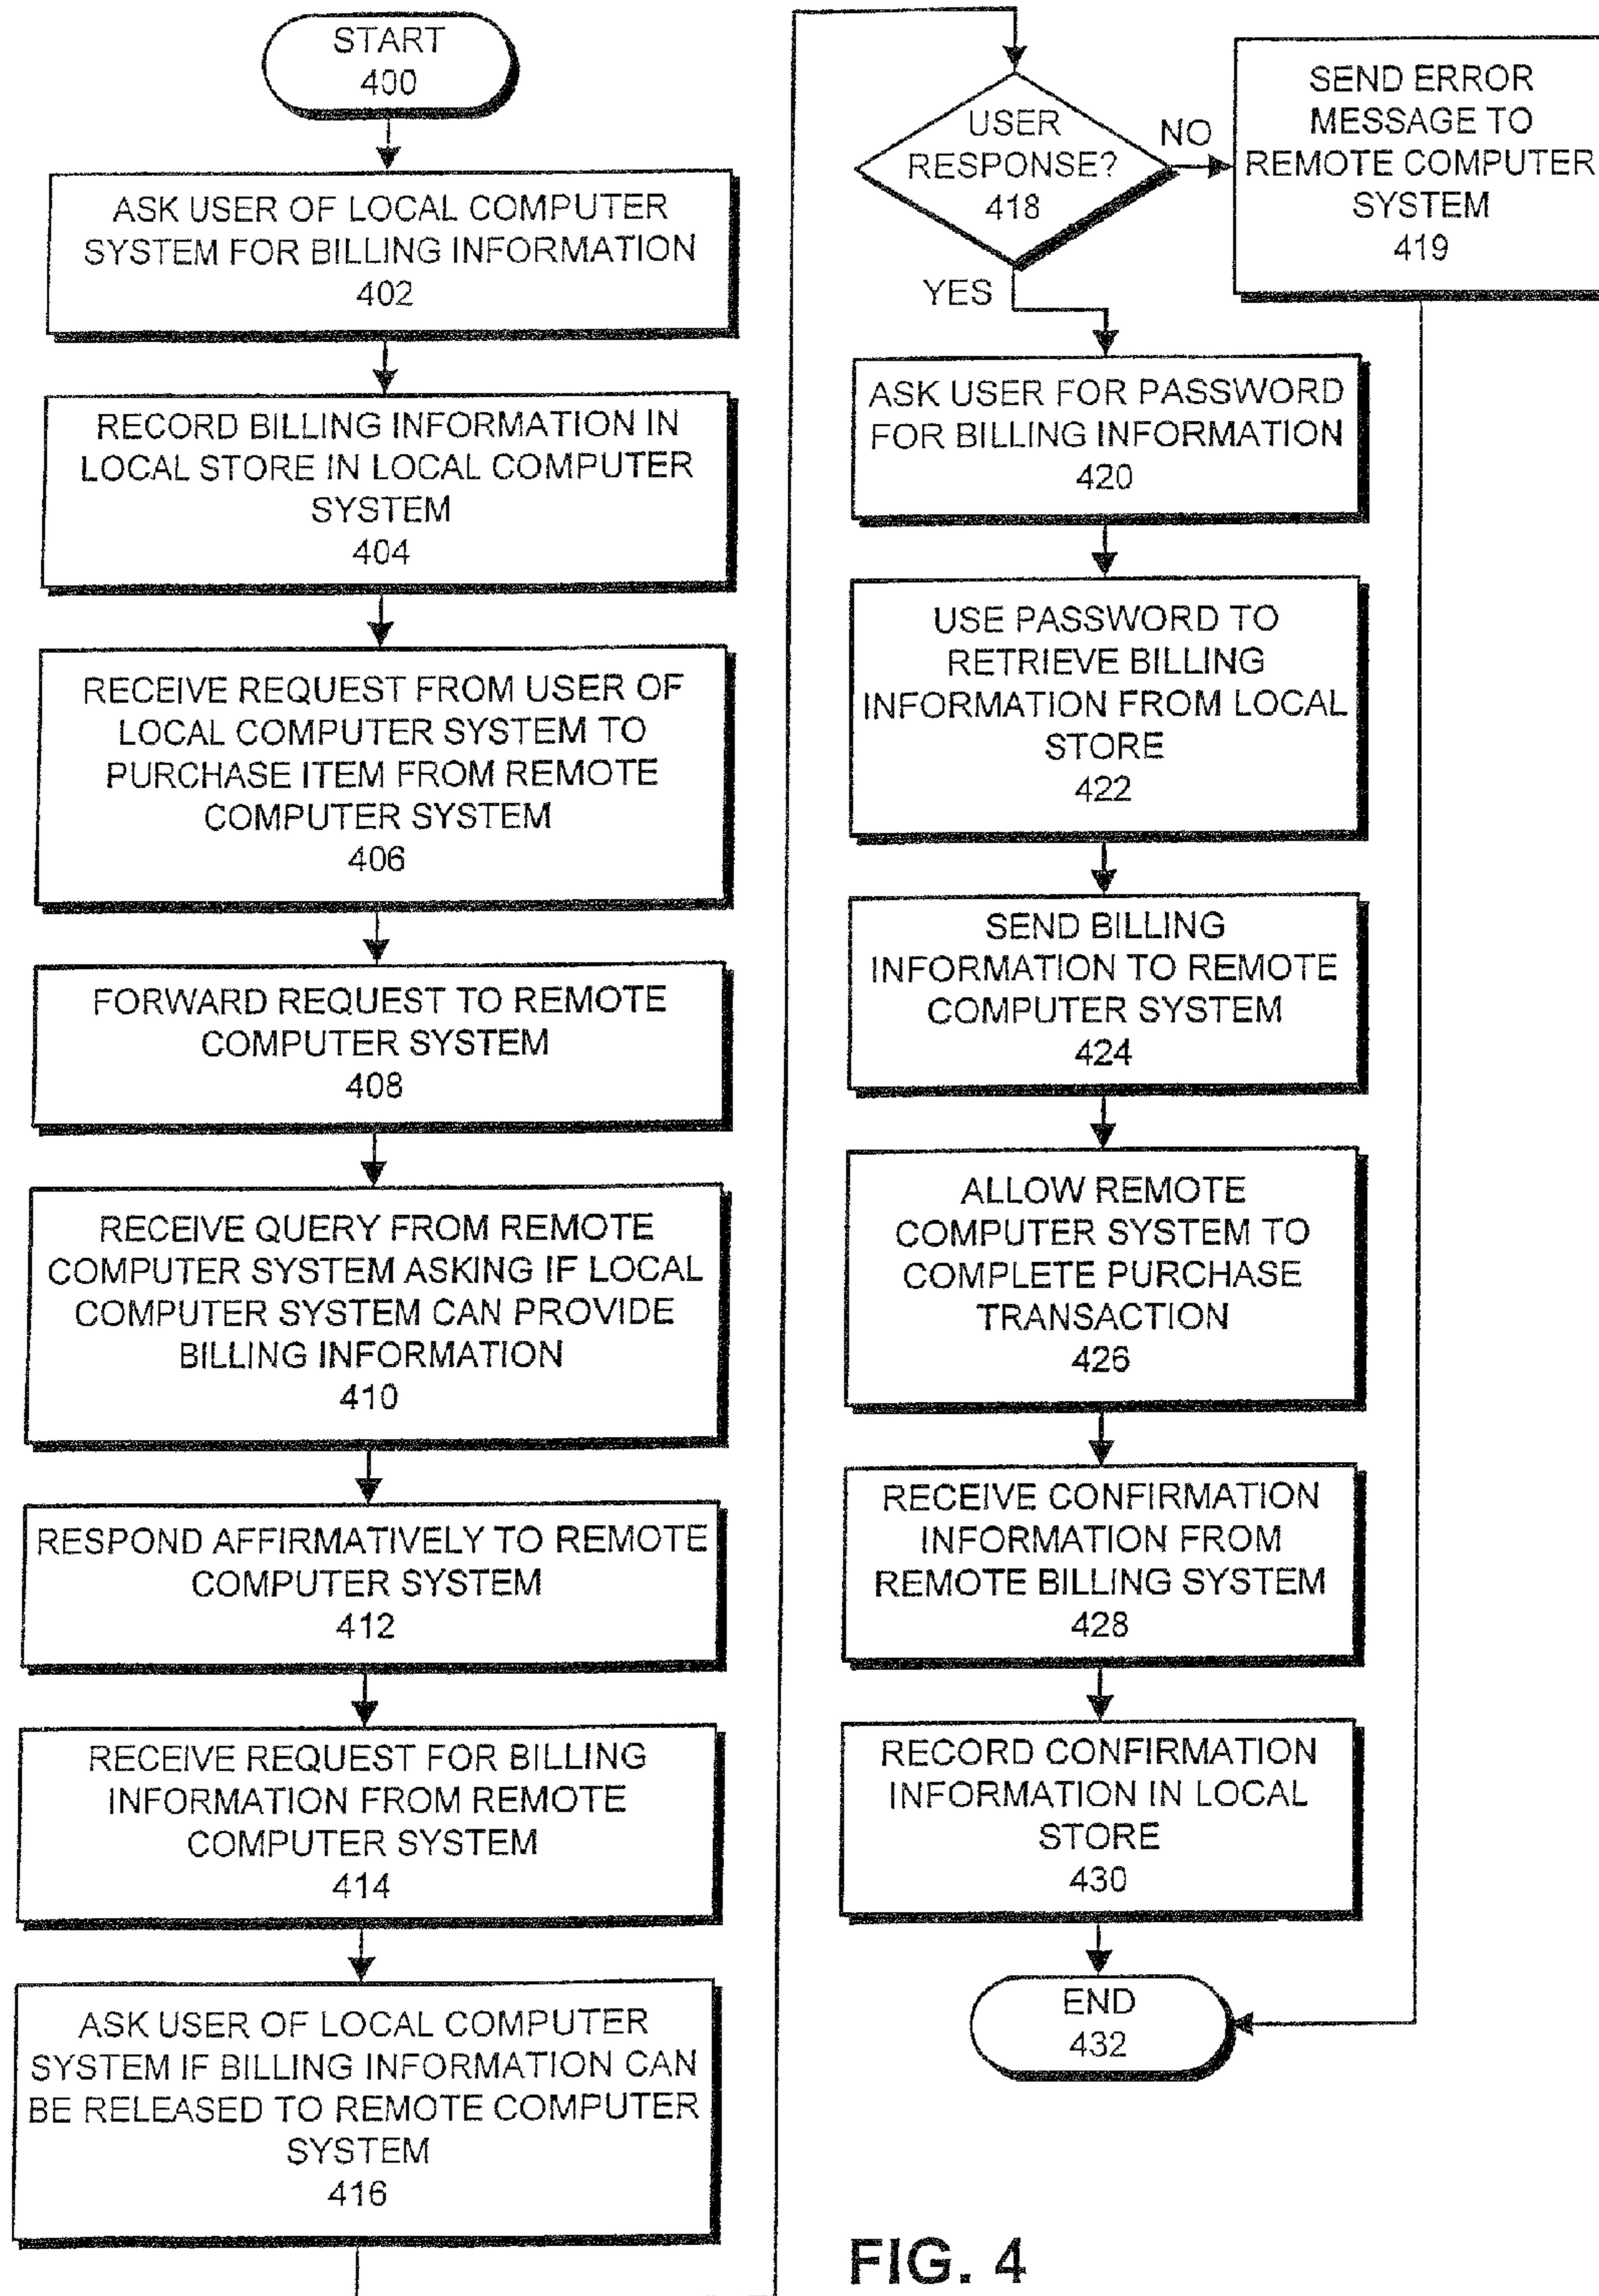 START
400
ASK USER OF LOCAL COMPUTER
SYSTEM FOR BILLING INFORMATION
402
RECORD BILLING INFORMATION IN
LOCAL STORE IN LOCAL COMPUTER
SYSTEM
404
RECEIVE REQUEST FROM USER OF
LOCAL COMPUTER SYSTEM TO
PURCHASE ITEM FROM REMOTE
COMPUTER SYSTEM
406
FORWARD REQUEST TO REMOTE
COMPUTER SYSTEM
408
RECEIVE QUERY FROM REMOTE
COMPUTER SYSTEM ASKING IF LOCAL
COMPUTER SYSTEM CAN PROVIDE
BILLING INFORMATION
410
RESPOND AFFIRMATIVELY TO REMOTE
COMPUTER SYSTEM
412
RECEIVE REQUEST FOR BILLING
INFORMATION FROM REMOTE
COMPUTER SYSTEM
414
ASK USER OF LOCAL COMPUTER
SYSTEM IF BILLING INFORMATION CAN
BE RELEASED TO REMOTE COMPUTER
SYSTEM
416
USER
RESPONSE?
418
NO
SEND ERROR
MESSAGE TO
REMOTE COMPUTER
SYSTEM
419
YES
ASK USER FOR PASSWORD
FOR BILLING INFORMATION
420
USE PASSWORD TO
RETRIEVE BILLING
INFORMATION FROM LOCAL
STORE
422
SEND BILLING
INFORMATION TO REMOTE
COMPUTER SYSTEM
424
ALLOW REMOTE
COMPUTER SYSTEM TO
COMPLETE PURCHASE
TRANSACTION
426
RECEIVE CONFIRMATION
INFORMATION FROM
REMOTE BILLING SYSTEM
428
RECORD CONFIRMATION
INFORMATION IN LOCAL
STORE
430
END
432
FIG. 4